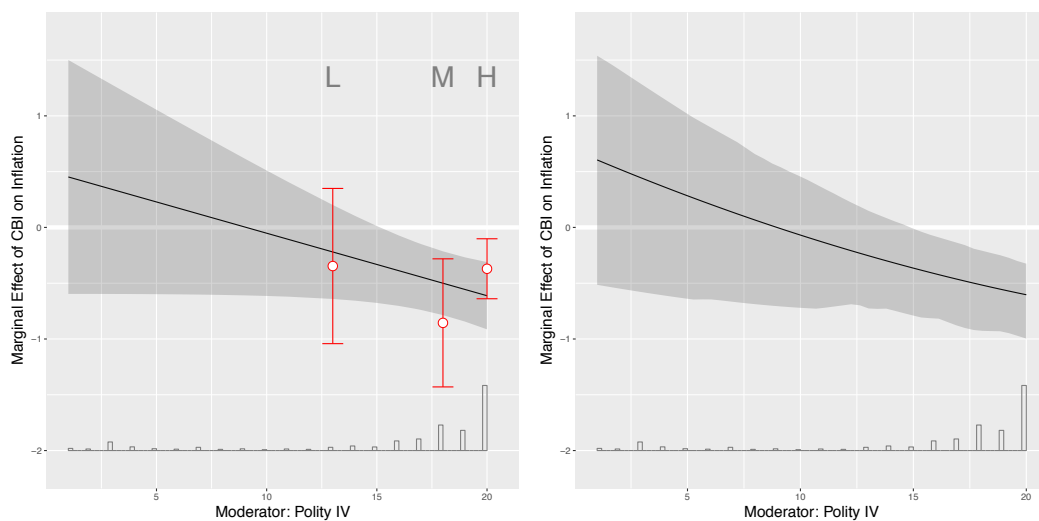 L M H
Marginal Effect of CBI on Inflation
1
0
−1
−2
5 10 15 20
Moderator: Polity IV
Marginal Effect of CBI on Inflation
1
0
−1
−2
5 10 15 20
Moderator: Polity IV